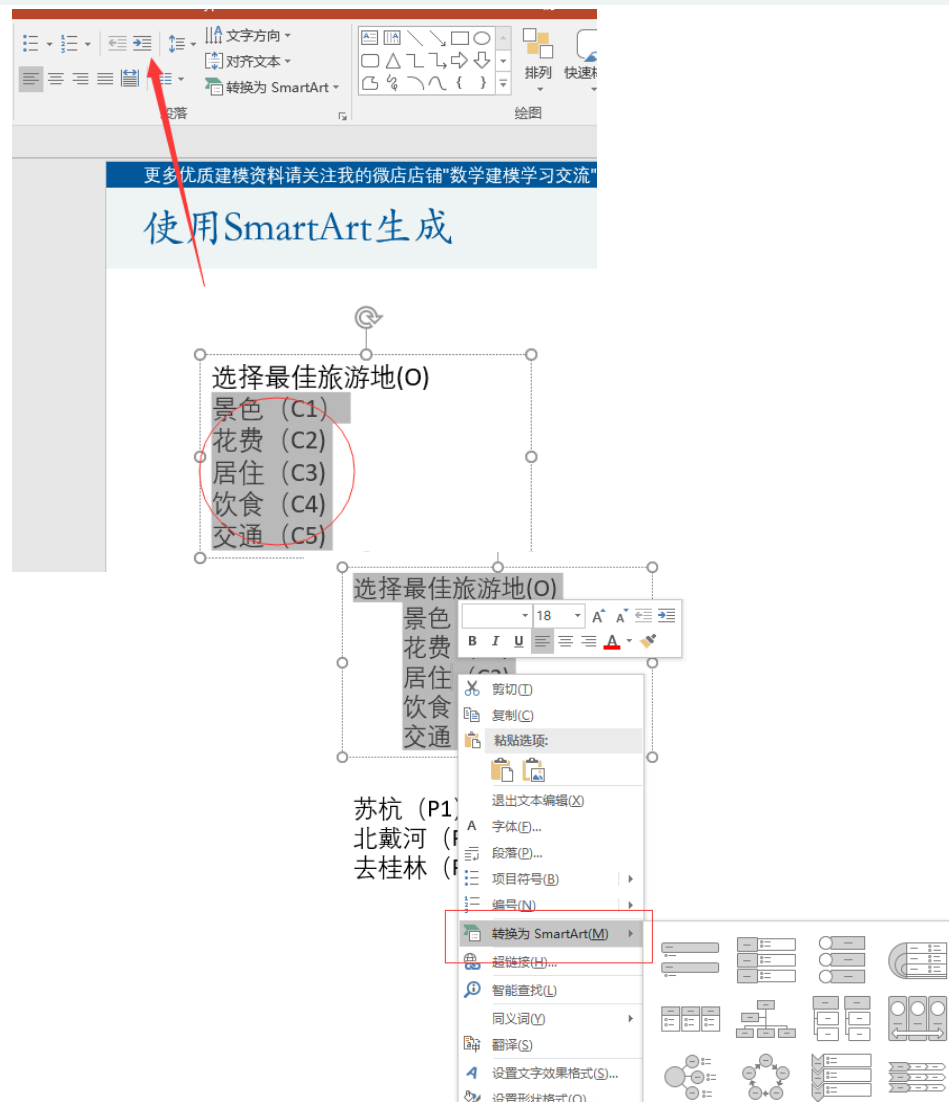 文字方向
对齐文本
转换为 SmartArt
排列
快速
段落
绘图
更多优质建模资料请关注我的微店店铺"数学建模学习交流"
使用SmartArt生成
选择最佳旅游地(O)
景色（C1）
花费（C2)
居住（C3)
饮食（C4)
交通（C5)
选择最佳旅游地(O)
景色
花费
居住
饮食
交通
18
B I U A
剪切(T)
复制(C)
粘贴选项:
退出文本编辑(X)
A 字体(F)...
段落(P)...
项目符号(B)
编号(N)
转换为 SmartArt(M)
超链接(H)...
智能查找(L)
同义词(Y)
翻译(S)
设置文字效果格式(S)...
设置形状格式(O)
苏杭（P1)
北戴河
去桂林